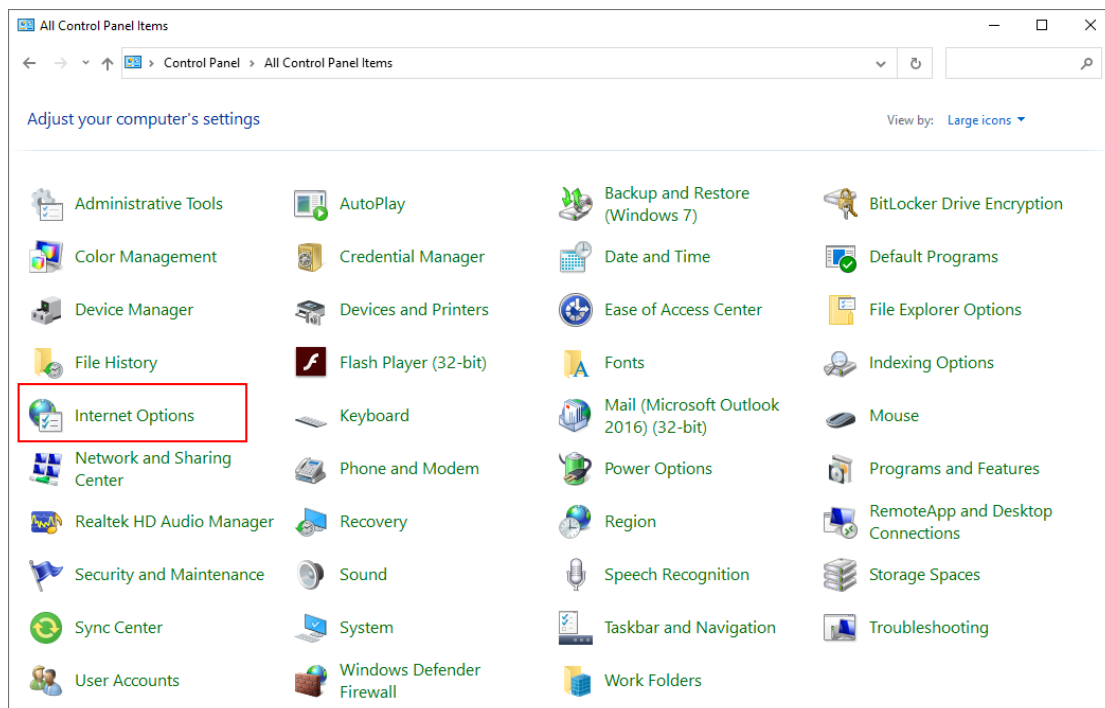 All Control Panel Items
Control Panel > All Control Panel Items
Adjust your computer's settings
View by: Large icons
Administrative Tools
AutoPlay
Backup and Restore
(Windows 7)
BitLocker Drive Encryption
Color Management
Credential Manager
Date and Time
Default Programs
Device Manager
Devices and Printers
Ease of Access Center
File Explorer Options
File History
Flash Player (32-bit)
Fonts
Indexing Options
Internet Options
Keyboard
Mail (Microsoft Outlook
2016) (32-bit)
Mouse
Network and Sharing
Center
Phone and Modem
Power Options
Programs and Features
Realtek HD Audio Manager
Recovery
Region
RemoteApp and Desktop
Connections
Security and Maintenance
Sound
Speech Recognition
Storage Spaces
Sync Center
System
Taskbar and Navigation
Troubleshooting
User Accounts
Windows Defender
Firewall
Work Folders